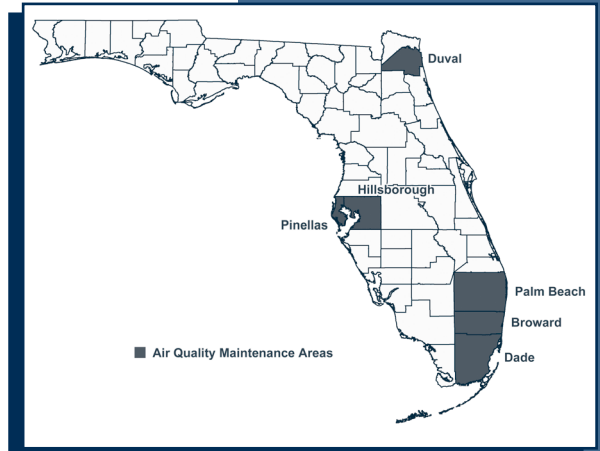 Duval
Hillsborough
Pinellas
Palm Beach
Broward
Air Quality Maintenance Areas
Dade